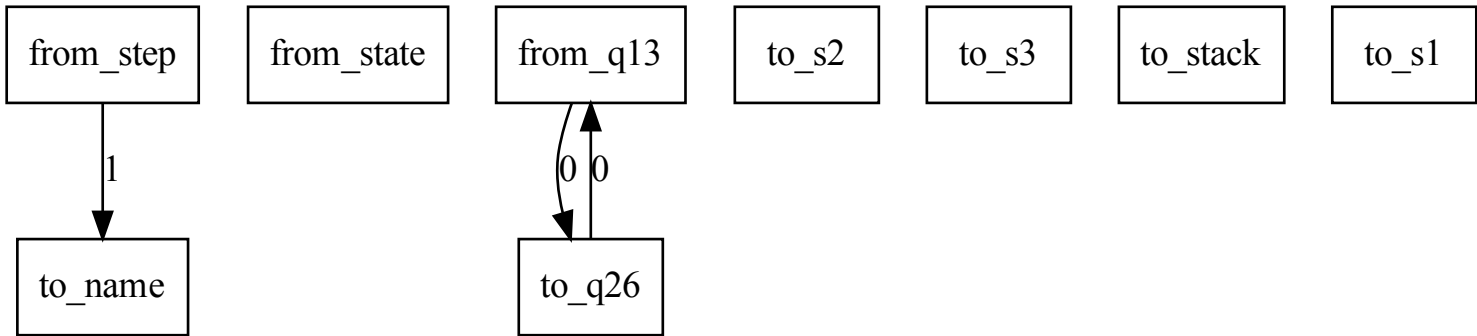 from_step
from_state
from_q13
to_s2
to_s3
to_stack
to_s1
1
0
0
to_name
to_q26